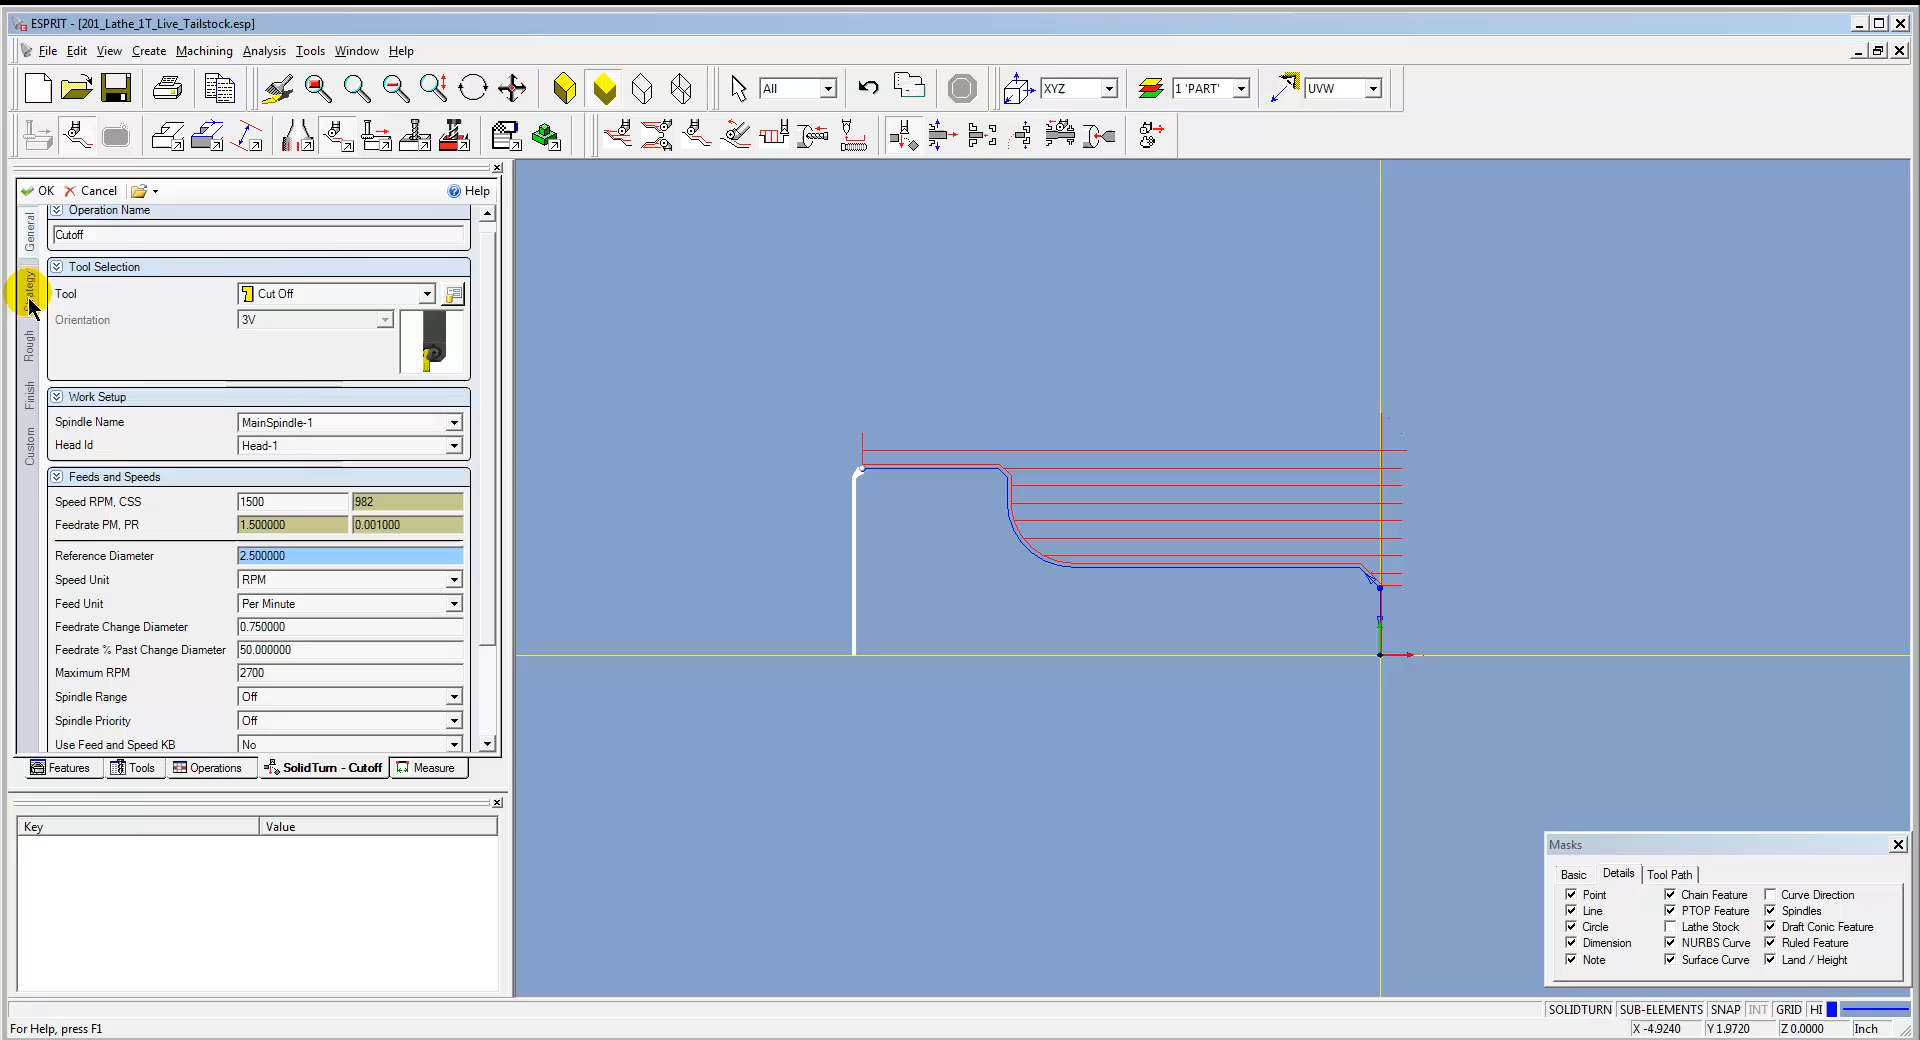 ESPRIT - [201_Lathe_1T_Live_Tailstock.esp]
File Edit View Create Machining Analysis Tools Window Help
All XYZ 1 'PART' UVW
OK Cancel Help
General
Strategy
Rough
Finish
Custom
Operation Name
Cutoff
Tool Selection
Tool Cut Off
Orientation 3V
Work Setup
Spindle Name MainSpindle-1
Head Id Head-1
Feeds and Speeds
Speed RPM, CSS 1500 982
Feedrate PM, PR 1.500000 0.001000
Reference Diameter 2.500000
Speed Unit RPM
Feed Unit Per Minute
Feedrate Change Diameter 0.750000
Feedrate % Past Change Diameter 50.000000
Maximum RPM 2700
Spindle Range Off
Spindle Priority Off
Use Feed and Speed KB No
Features Tools Operations SolidTurn - Cutoff Measure
Key Value
Masks
Basic Details Tool Path
Point Chain Feature Curve Direction
Line PTOP Feature Spindles
Circle Lathe Stock Draft Conic Feature
Dimension NURBS Curve Ruled Feature
Note Surface Curve Land / Height
SOLIDTURN SUB-ELEMENTS SNAP INT GRID HI
For Help, press F1 X -4.9240 Y 1.9720 Z 0.0000 Inch